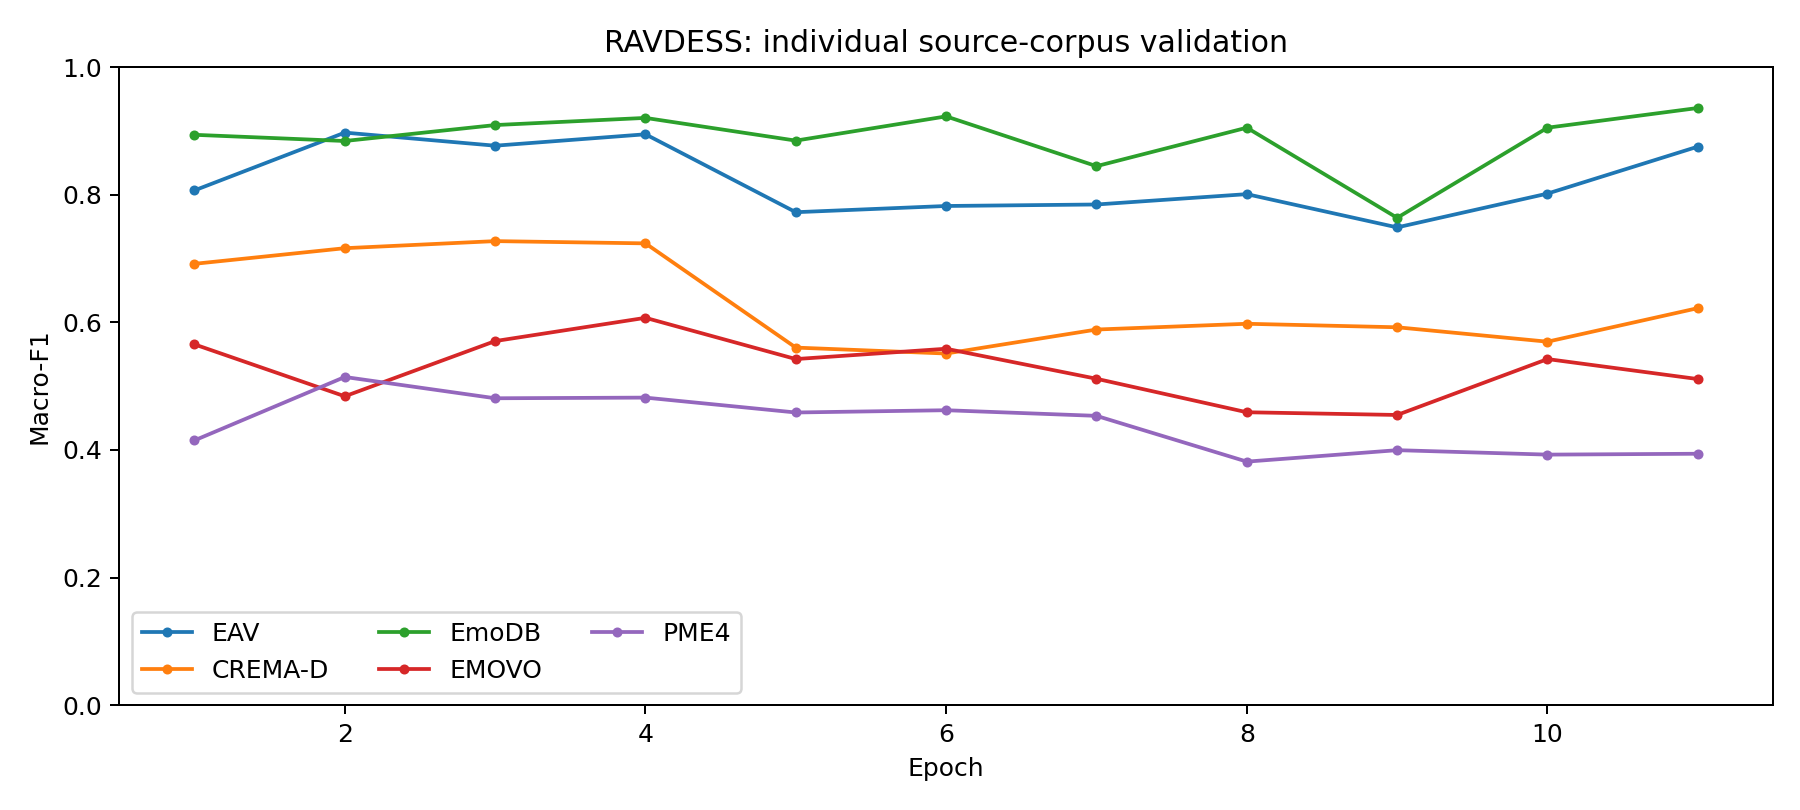 RAVDESS: individual source-corpus validation
Macro-F1
1.0
0.8
0.6
0.4
0.2
0.0
EAV
EmoDB
PME4
CREMA-D
EMOVO
2 4 6 8 10
Epoch